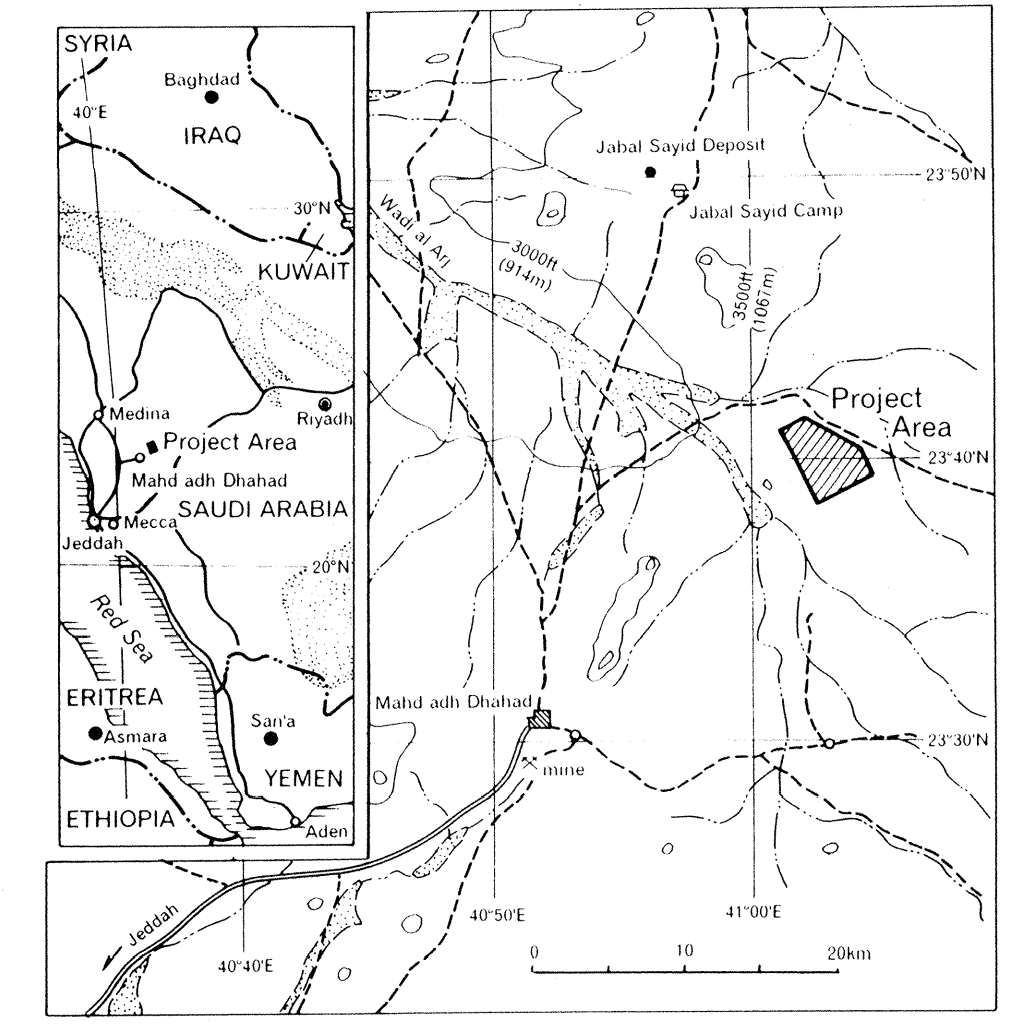 SYRIA
Baghdad
40°E
IRAQ
30°N
KUWAIT
Medina
Riyadh
Project Area
Mahd adh Dhahad
SAUDI ARABIA
Mecca
Jeddah
20°N
Red Sea
ERITREA
Asmara
San'a
YEMEN
ETHIOPIA
Aden
Jabal Sayid Deposit
23°50'N
Jabal Sayid Camp
Wadi al Arj
3000ft
(914m)
3500ft
(1067m)
Project
Area
23°40'N
Mahd adh Dhahad
23°30'N
mine
Jeddah
40°40'E
40°50'E
41°00'E
0 10 20km